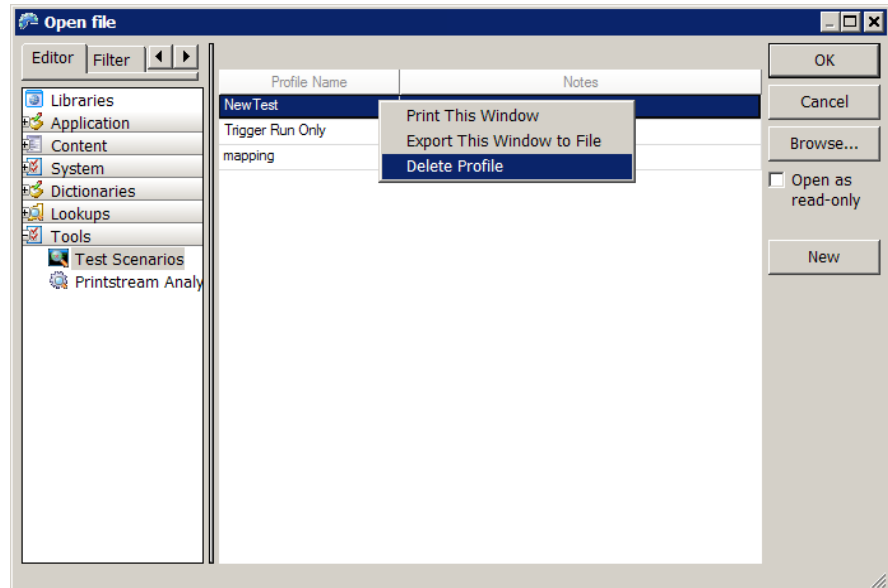 Open file
Editor
Filter
Libraries
Application
Content
System
Dictionaries
Lookups
Tools
Test Scenarios
Printstream Analy
Profile Name Notes
NewTest
Trigger Run Only
mapping
Print This Window
Export This Window to File
Delete Profile
OK
Cancel
Browse...
Open as
read-only
New